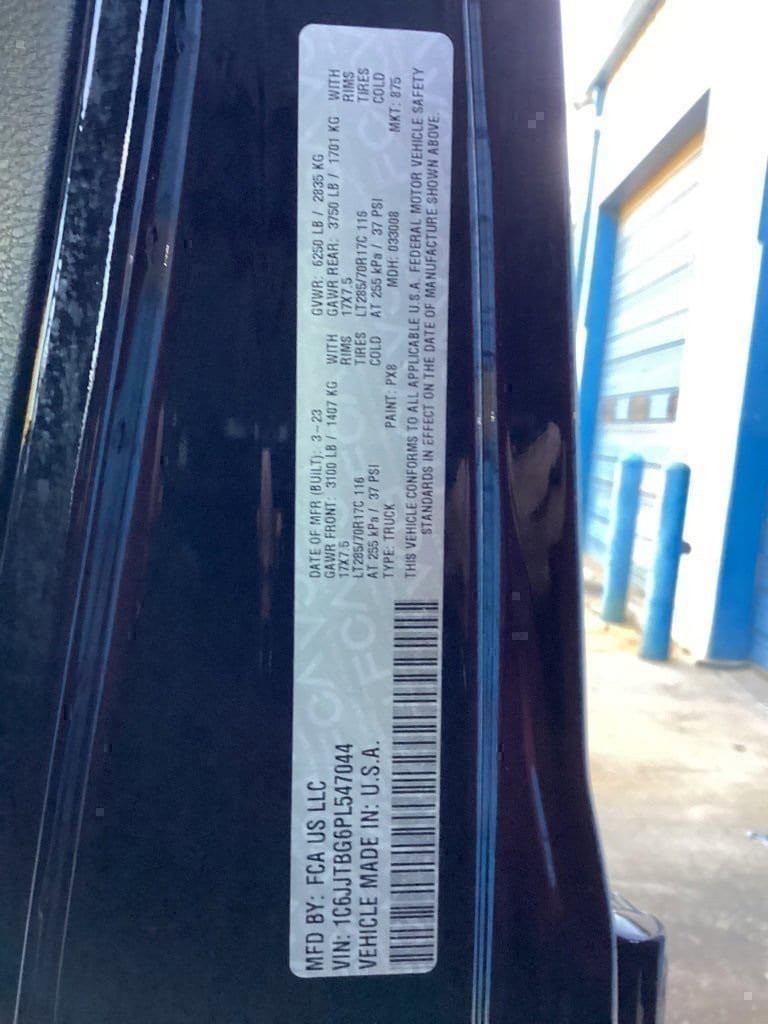 MFD BY: FCA US LLC
VIN: 1C6JJTBG6PL547044
VEHICLE MADE IN: U.S.A.
DATE OF MFR (BUILT): 3-23 GVWR: 6250 LB / 2835 KG
GAWR FRONT: 3100 LB / 1407 KG WITH GAWR REAR: 3750 LB / 1701 KG WITH
17X7.5 RIMS 17X7.5 RIMS
LT285/70R17C 116 TIRES LT285/70R17C 116 TIRES
AT 255 kPa / 37 PSI COLD AT 255 kPa / 37 PSI COLD
TYPE: TRUCK PAINT: PX8 MDH: 033008 MKT: 875
THIS VEHICLE CONFORMS TO ALL APPLICABLE U.S.A. FEDERAL MOTOR VEHICLE SAFETY
STANDARDS IN EFFECT ON THE DATE OF MANUFACTURE SHOWN ABOVE.